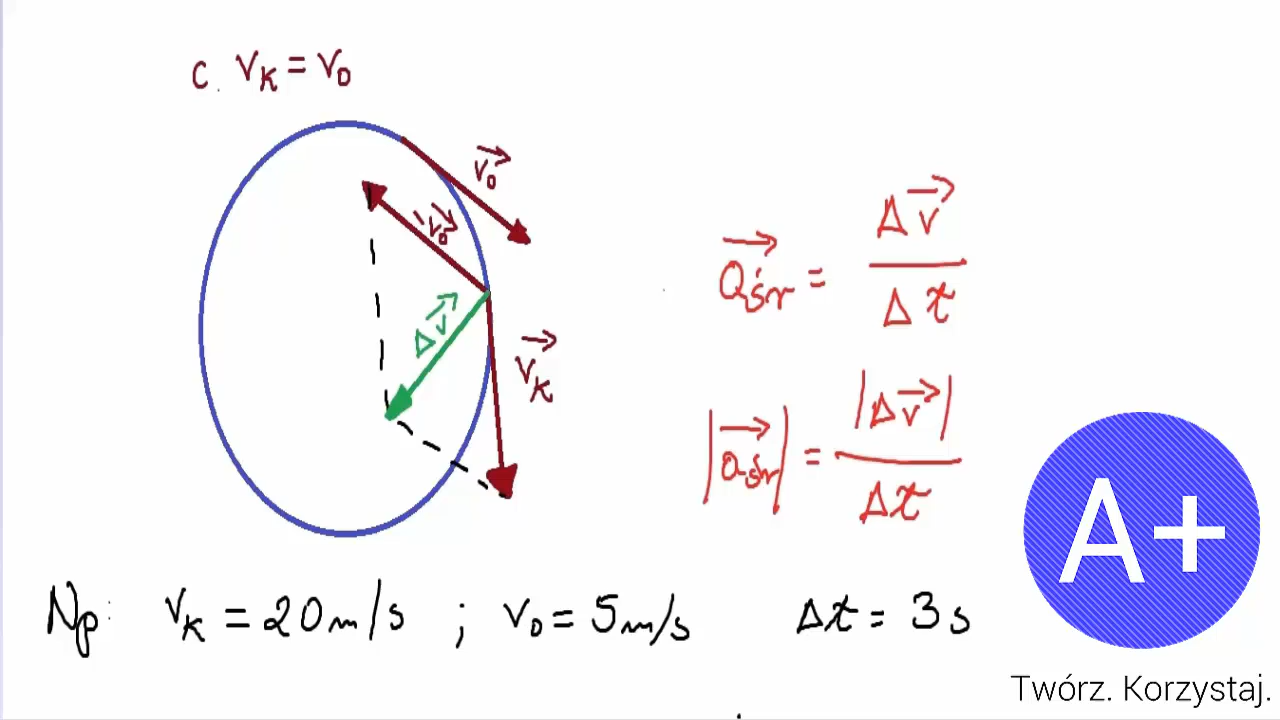 c. vₖ = v₀
v₀→
-v₀→
Δv→
vₖ→
aśr→ = Δv→ / Δt
|aśr→| = |Δv→| / Δt
A+
Np: vₖ = 20 m/s ; v₀ = 5 m/s Δt = 3 s
Twórz. Korzystaj.